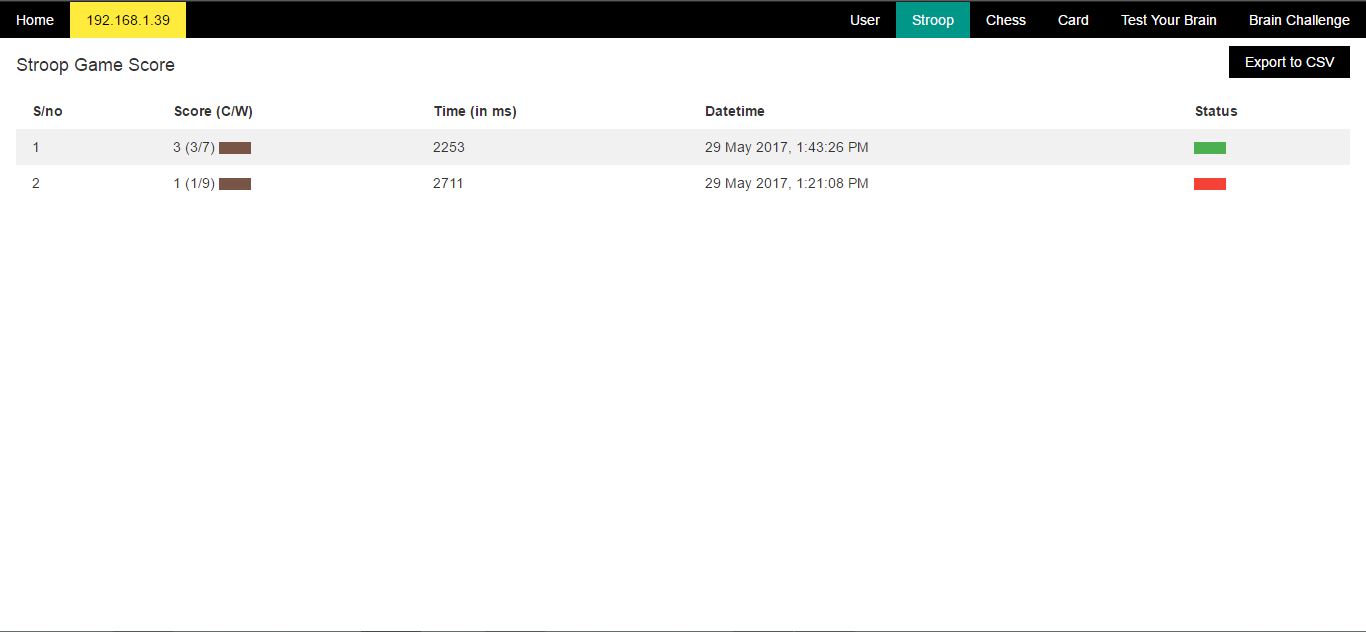 Home 192.168.1.39 User Stroop Chess Card Test Your Brain Brain Challenge
Stroop Game Score Export to CSV
S/no Score (C/W) Time (in ms) Datetime Status
1 3 (3/7) 2253 29 May 2017, 1:43:26 PM
2 1 (1/9) 2711 29 May 2017, 1:21:08 PM